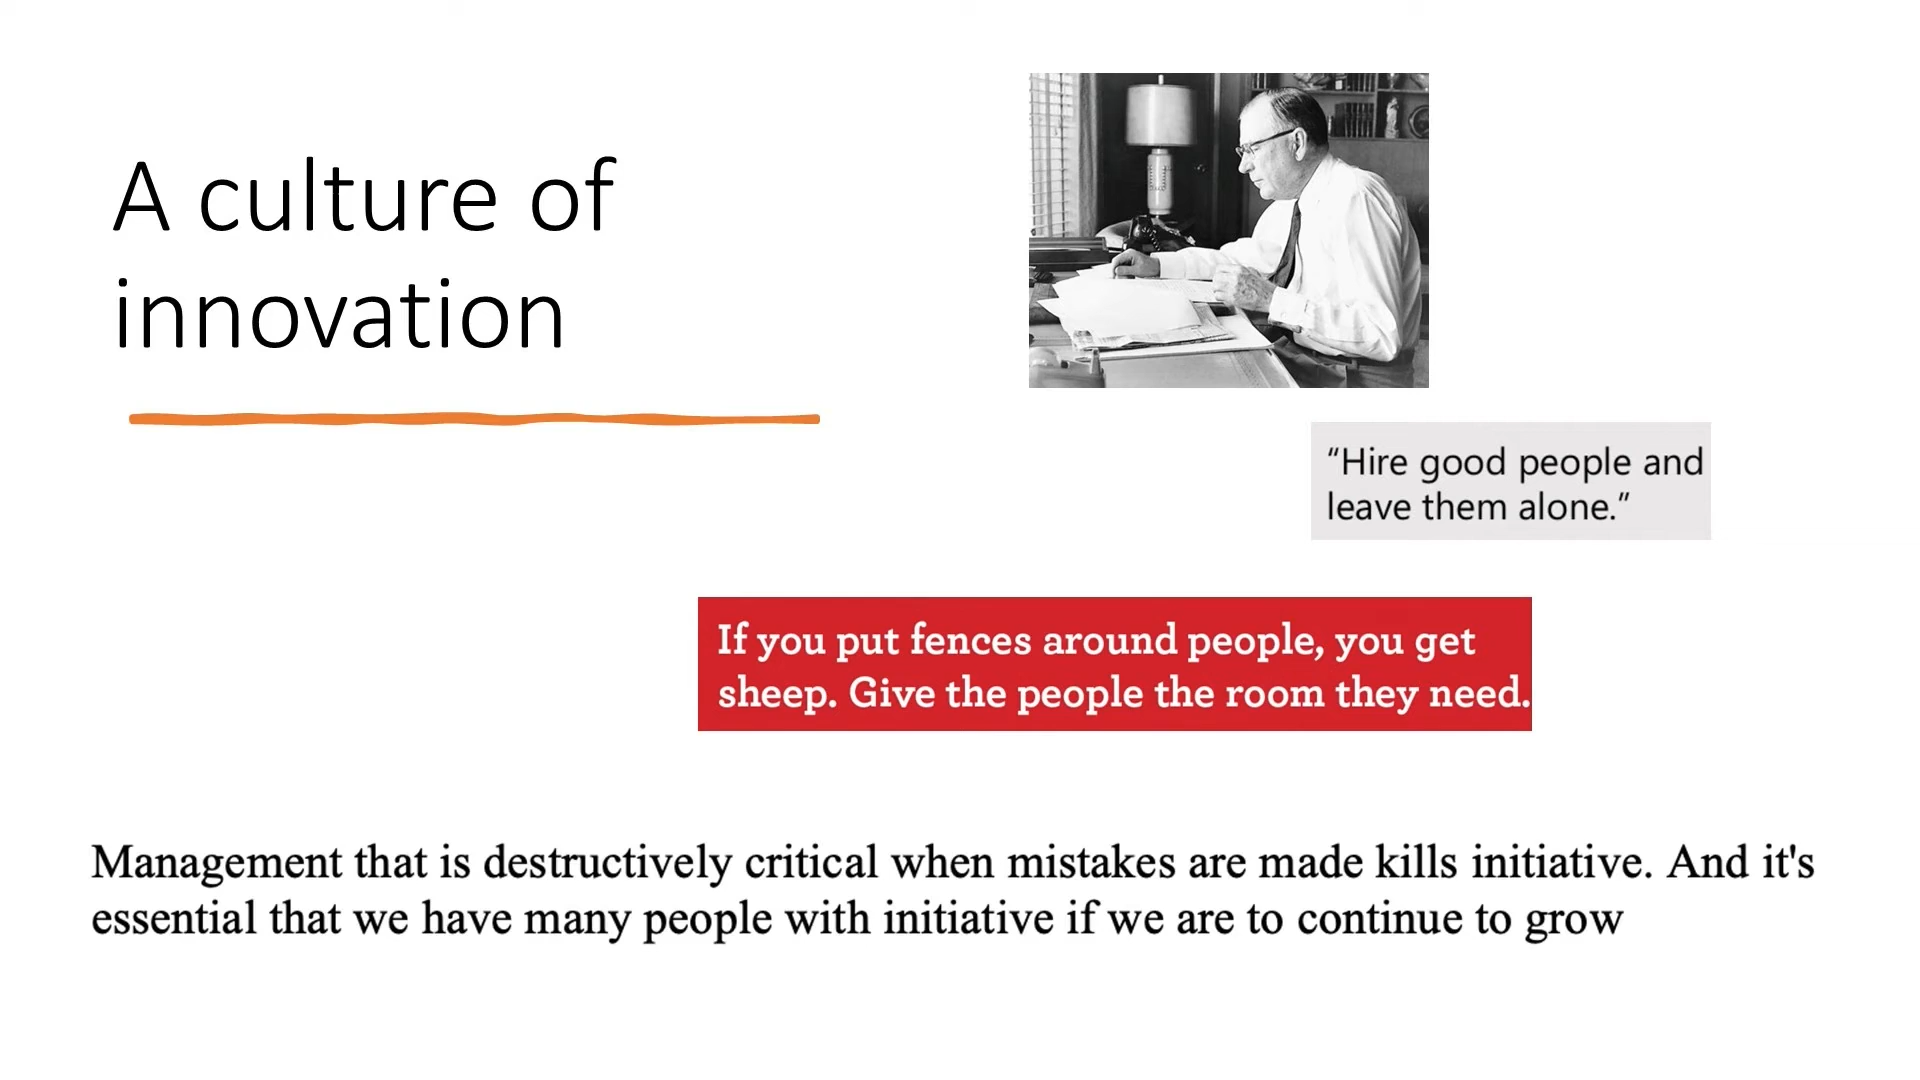 A culture of
innovation
“Hire good people and
leave them alone.”
If you put fences around people, you get
sheep. Give the people the room they need.
Management that is destructively critical when mistakes are made kills initiative. And it's
essential that we have many people with initiative if we are to continue to grow